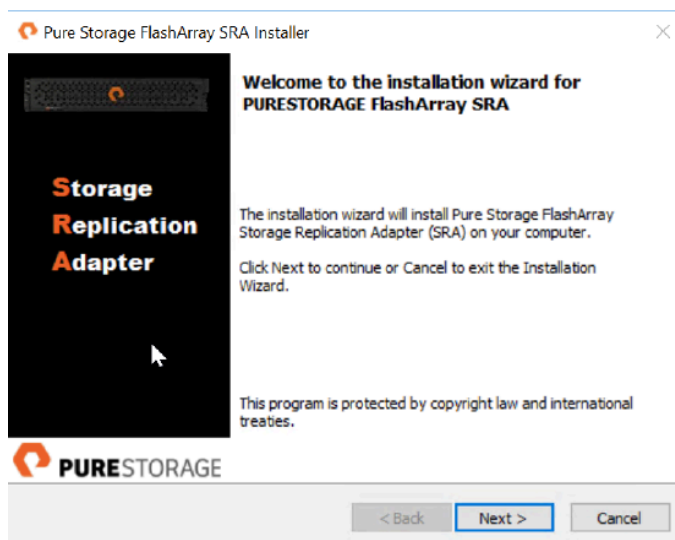 Pure Storage FlashArray SRA Installer
Welcome to the installation wizard for
PURESTORAGE FlashArray SRA
Storage
Replication
Adapter
The installation wizard will install Pure Storage FlashArray
Storage Replication Adapter (SRA) on your computer.
Click Next to continue or Cancel to exit the Installation
Wizard.
This program is protected by copyright law and international
treaties.
PURESTORAGE
< Back
Next >
Cancel